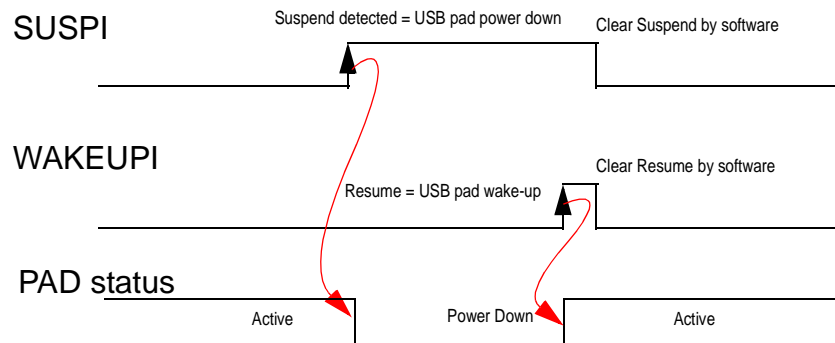 SUSPI
Suspend detected = USB pad power down
Clear Suspend by software
WAKEUPI
Resume = USB pad wake-up
Clear Resume by software
PAD status
Active
Power Down
Active